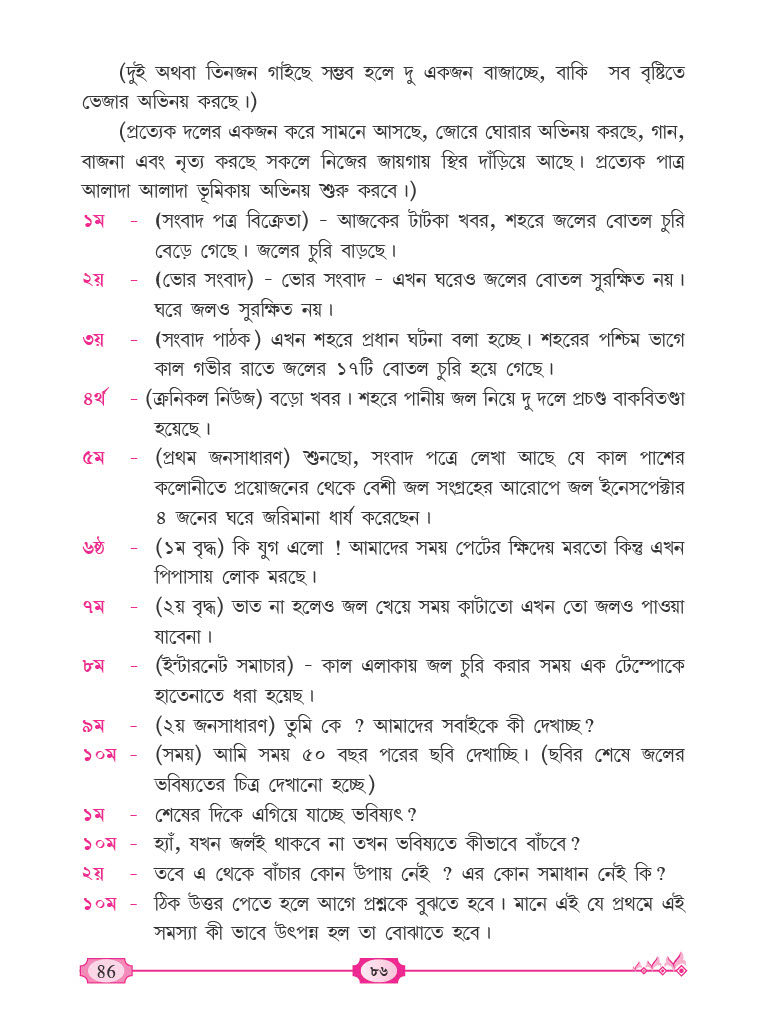 (দুই অথবা তিনজন গাইছে সম্ভব হলে দু একজন বাজাচ্ছে, বাকি সব বৃষ্টিতে
ভেজার অভিনয় করছে।)
(প্রত্যেক দলের একজন করে সামনে আসছে, জোরে ঘোরার অভিনয় করছে, গান,
বাজনা এবং নৃত্য করছে সকলে নিজের জায়গায় স্থির দাঁড়িয়ে আছে। প্রত্যেক পাত্র
আলাদা আলাদা ভূমিকায় অভিনয় শুরু করবে।)
১ম - (সংবাদ পত্র বিক্রেতা) - আজকের টাটকা খবর, শহরে জলের বোতল চুরি
বেড়ে গেছে। জলের চুরি বাড়ছে।
২য় - (ভোর সংবাদ) - ভোর সংবাদ - এখন ঘরেও জলের বোতল সুরক্ষিত নয়।
ঘরে জলও সুরক্ষিত নয়।
৩য় - (সংবাদ পাঠক) এখন শহরে প্রধান ঘটনা বলা হচ্ছে। শহরের পশ্চিম ভাগে
কাল গভীর রাতে জলের ১৭টি বোতল চুরি হয়ে গেছে।
৪র্থ - (ক্রনিকল নিউজ) বড়ো খবর। শহরে পানীয় জল নিয়ে দু দলে প্রচণ্ড বাকবিতণ্ডা
হয়েছে।
৫ম - (প্রথম জনসাধারণ) শুনছো, সংবাদ পত্রে লেখা আছে যে কাল পাশের
কলোনীতে প্রয়োজনের থেকে বেশী জল সংগ্রহের আরোপে জল ইনেসপেক্টার
৪ জনের ঘরে জরিমানা ধার্য করেছেন।
৬ষ্ঠ - (১ম বৃদ্ধ) কি যুগ এলো ! আমাদের সময় পেটের ক্ষিদেয় মরতো কিন্তু এখন
পিপাসায় লোক মরছে।
৭ম - (২য় বৃদ্ধ) ভাত না হলেও জল খেয়ে সময় কাটাতো এখন তো জলও পাওয়া
যাবেনা।
৮ম - (ইন্টারনেট সমাচার) - কাল এলাকায় জল চুরি করার সময় এক টেম্পোকে
হাতেনাতে ধরা হয়েছ।
৯ম - (২য় জনসাধারণ) তুমি কে ? আমাদের সবাইকে কী দেখাচ্ছ?
১০ম - (সময়) আমি সময় ৫০ বছর পরের ছবি দেখাচ্ছি। (ছবির শেষে জলের
ভবিষ্যতের চিত্র দেখানো হচ্ছে)
১ম - শেষের দিকে এগিয়ে যাচ্ছে ভবিষ্যৎ?
১০ম - হ্যাঁ, যখন জলই থাকবে না তখন ভবিষ্যতে কীভাবে বাঁচবে?
২য় - তবে এ থেকে বাঁচার কোন উপায় নেই ? এর কোন সমাধান নেই কি?
১০ম - ঠিক উত্তর পেতে হলে আগে প্রশ্নকে বুঝতে হবে। মানে এই যে প্রথমে এই
সমস্যা কী ভাবে উৎপন্ন হল তা বোঝাতে হবে।
86 ৮৬